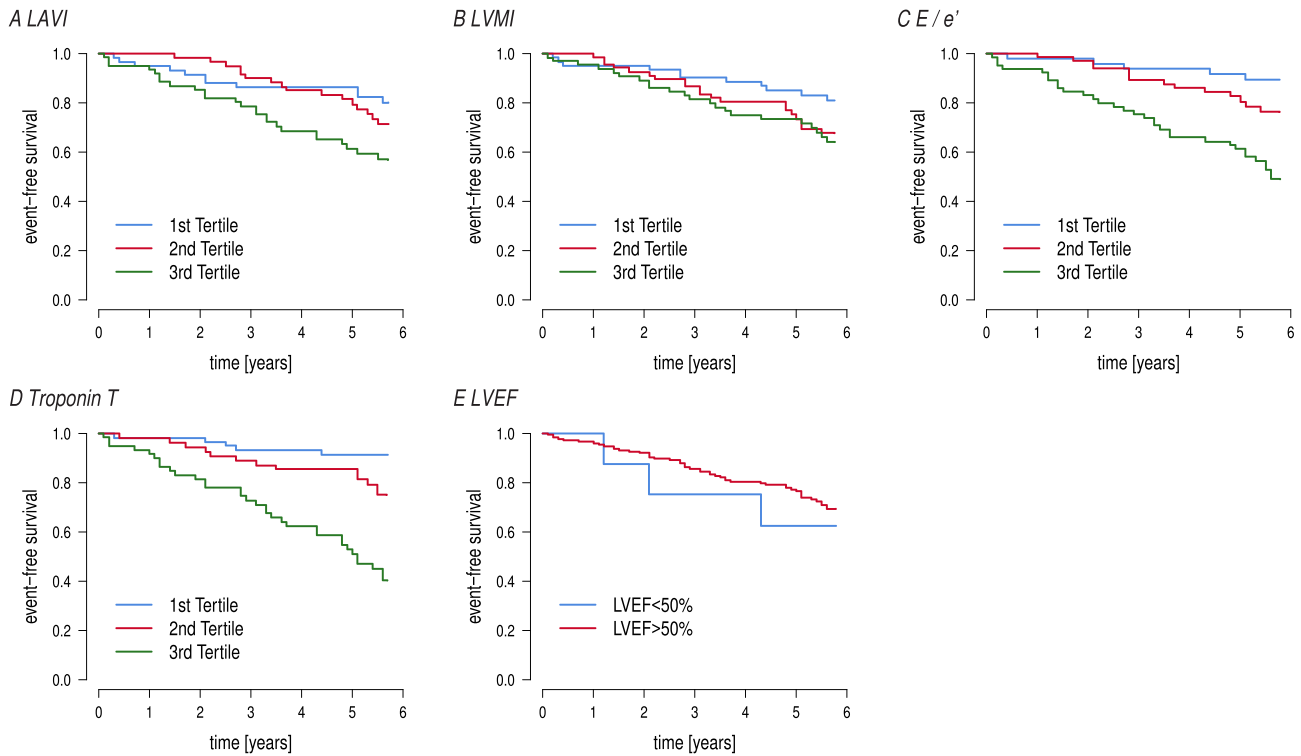 A LAVI
event−free survival
1.0
0.8
0.6
0.4
0.2
0.0
1st Tertile
2nd Tertile
3rd Tertile
0 1 2 3 4 5 6
time [years]
B LVMI
event−free survival
1.0
0.8
0.6
0.4
0.2
0.0
1st Tertile
2nd Tertile
3rd Tertile
0 1 2 3 4 5 6
time [years]
C E / e’
event−free survival
1.0
0.8
0.6
0.4
0.2
0.0
1st Tertile
2nd Tertile
3rd Tertile
0 1 2 3 4 5 6
time [years]
D Troponin T
event−free survival
1.0
0.8
0.6
0.4
0.2
0.0
1st Tertile
2nd Tertile
3rd Tertile
0 1 2 3 4 5 6
time [years]
E LVEF
event−free survival
1.0
0.8
0.6
0.4
0.2
0.0
LVEF<50%
LVEF>50%
0 1 2 3 4 5 6
time [years]